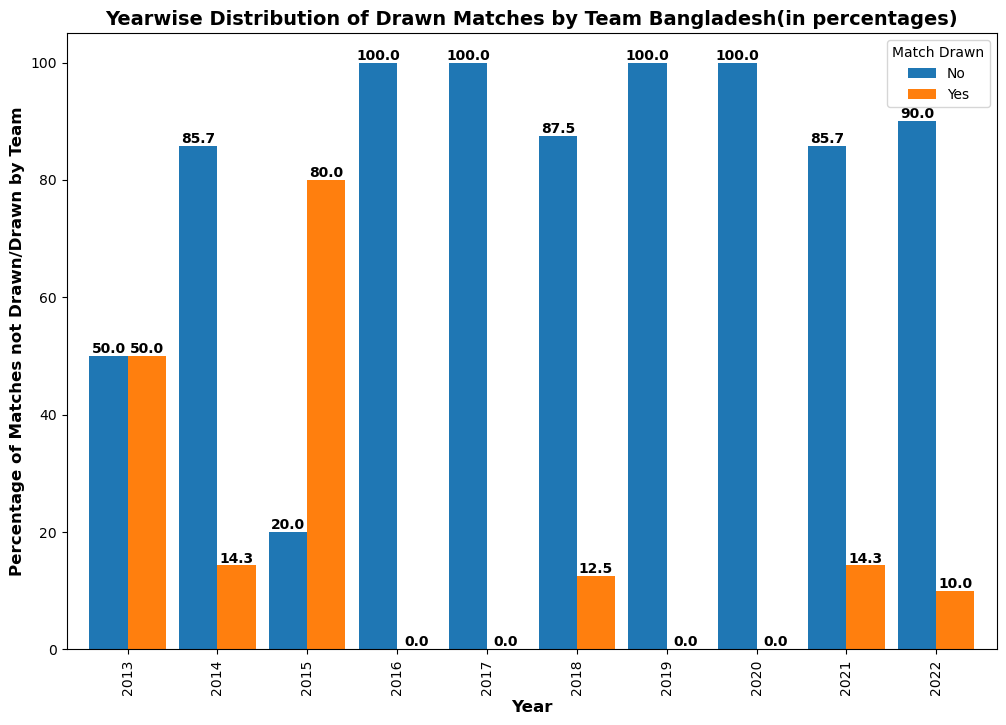 Yearwise Distribution of Drawn Matches by Team Bangladesh(in percentages)
Percentage of Matches not Drawn/Drawn by Team
100
80
60
40
20
0
50.0 50.0
85.7 14.3
20.0 80.0
100.0 0.0
100.0 0.0
87.5 12.5
100.0 0.0
100.0 0.0
85.7 14.3
90.0 10.0
Match Drawn
No
Yes
2013 2014 2015 2016 2017 2018 2019 2020 2021 2022
Year